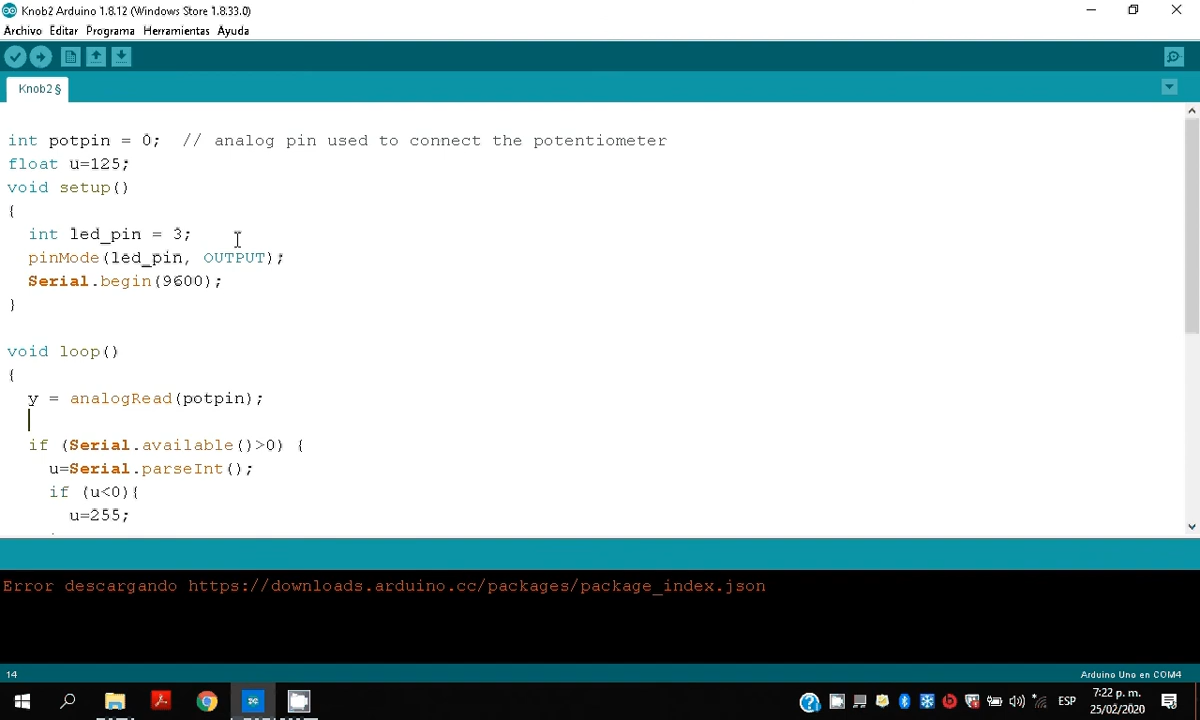 Knob2 Arduino 1.8.12 (Windows Store 1.8.33.0)
Archivo Editar Programa Herramientas Ayuda
Knob2 §
int potpin = 0;  // analog pin used to connect the potentiometer
float u=125;
void setup()
{
  int led_pin = 3;
  pinMode(led_pin, OUTPUT);
  Serial.begin(9600);
}
void loop()
{
  y = analogRead(potpin);
  if (Serial.available()>0) {
    u=Serial.parseInt();
    if (u<0){
      u=255;
Error descargando https://downloads.arduino.cc/packages/package_index.json
14
Arduino Uno en COM4
ESP
7:22 p. m.
25/02/2020